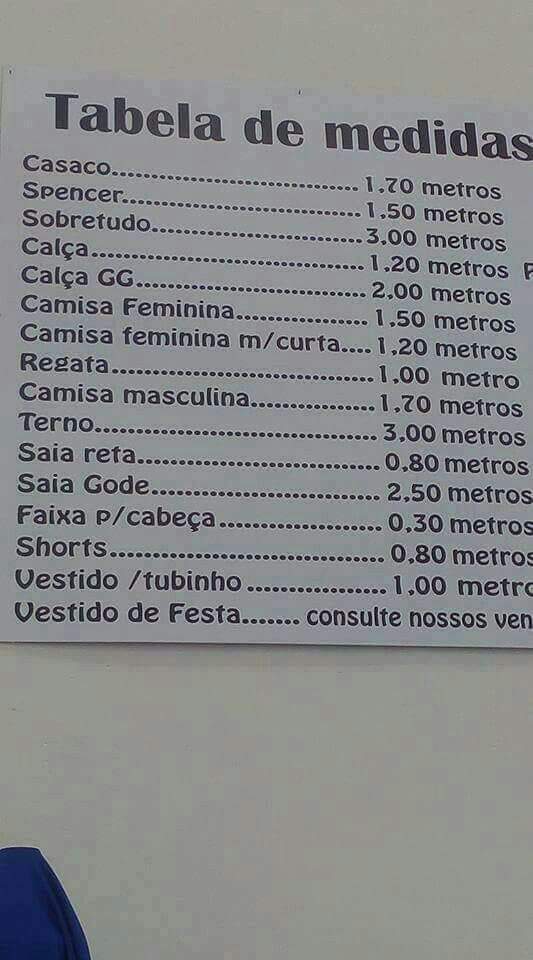 Tabela de medidas
Casaco................................ 1,70 metros
Spencer............................... 1,50 metros
Sobretudo........................... 3,00 metros
Calça................................... 1,20 metros P
Calça GG............................. 2,00 metros
Camisa Feminina................. 1,50 metros
Camisa feminina m/curta.... 1,20 metros
Regata................................. 1,00 metro
Camisa masculina................ 1,70 metros
Terno.................................... 3,00 metros
Saia reta............................... 0,80 metros
Saia Gode............................. 2,50 metros
Faixa p/cabeça..................... 0,30 metros
Shorts................................... 0,80 metros
Vestido /tubinho .................. 1,00 metro
Vestido de Festa........ consulte nossos ven